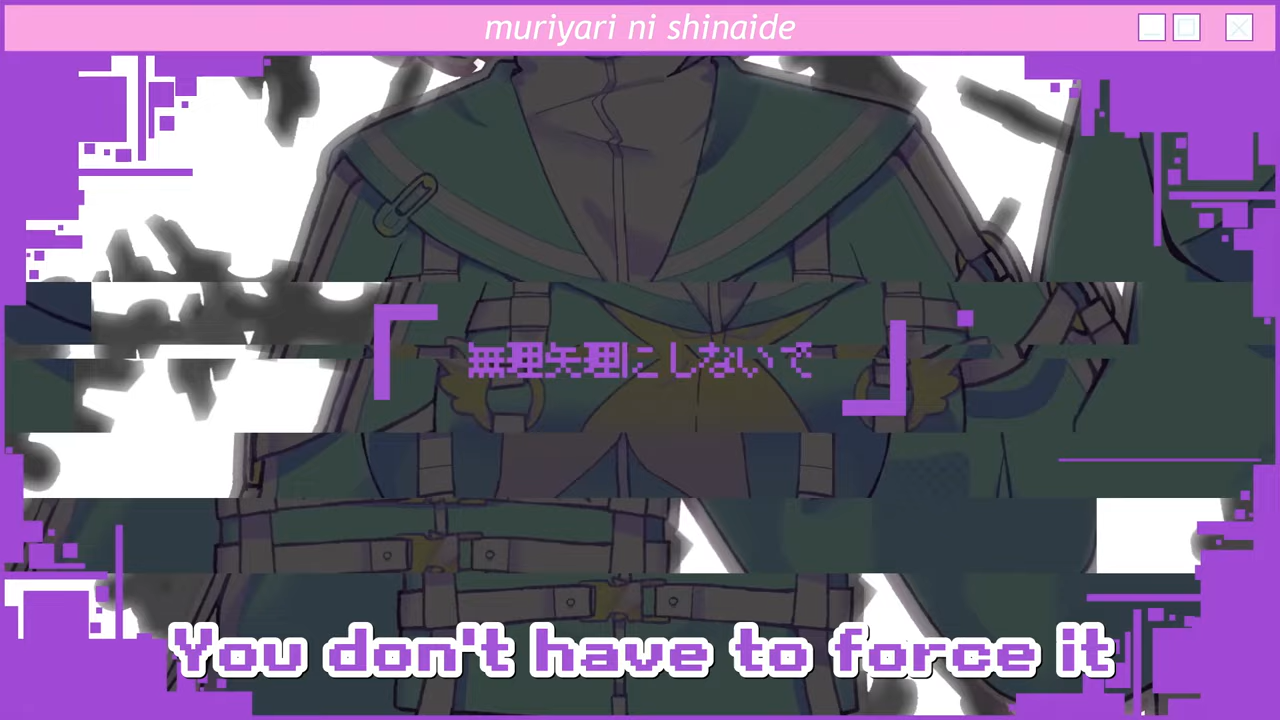 muriyari ni shinaide
無理矢理にしないで
You don't have to force it